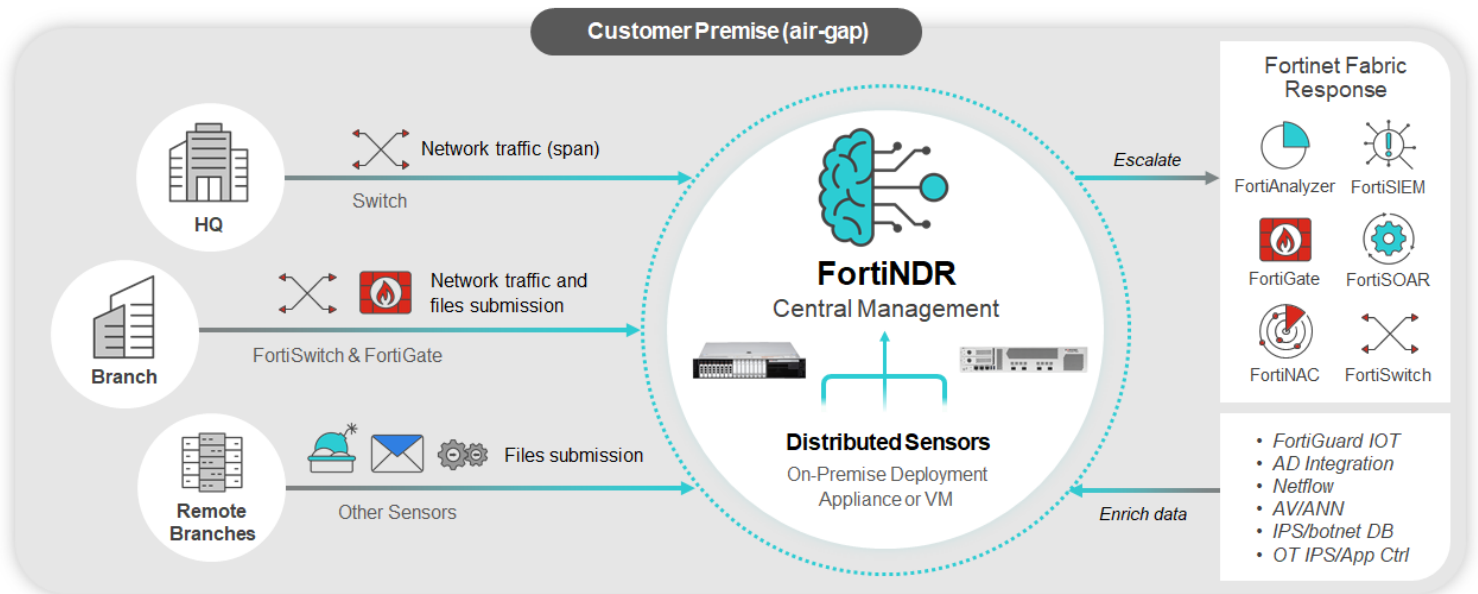 Customer Premise (air-gap)
HQ
Network traffic (span)
Switch
Branch
Network traffic and
files submission
FortiSwitch & FortiGate
Remote
Branches
Files submission
Other Sensors
FortiNDR
Central Management
Distributed Sensors
On-Premise Deployment
Appliance or VM
Escalate
Enrich data
Fortinet Fabric
Response
FortiAnalyzer
FortiSIEM
FortiGate
FortiSOAR
FortiNAC
FortiSwitch
• FortiGuard IOT
• AD Integration
• Netflow
• AV/ANN
• IPS/botnet DB
• OT IPS/App Ctrl